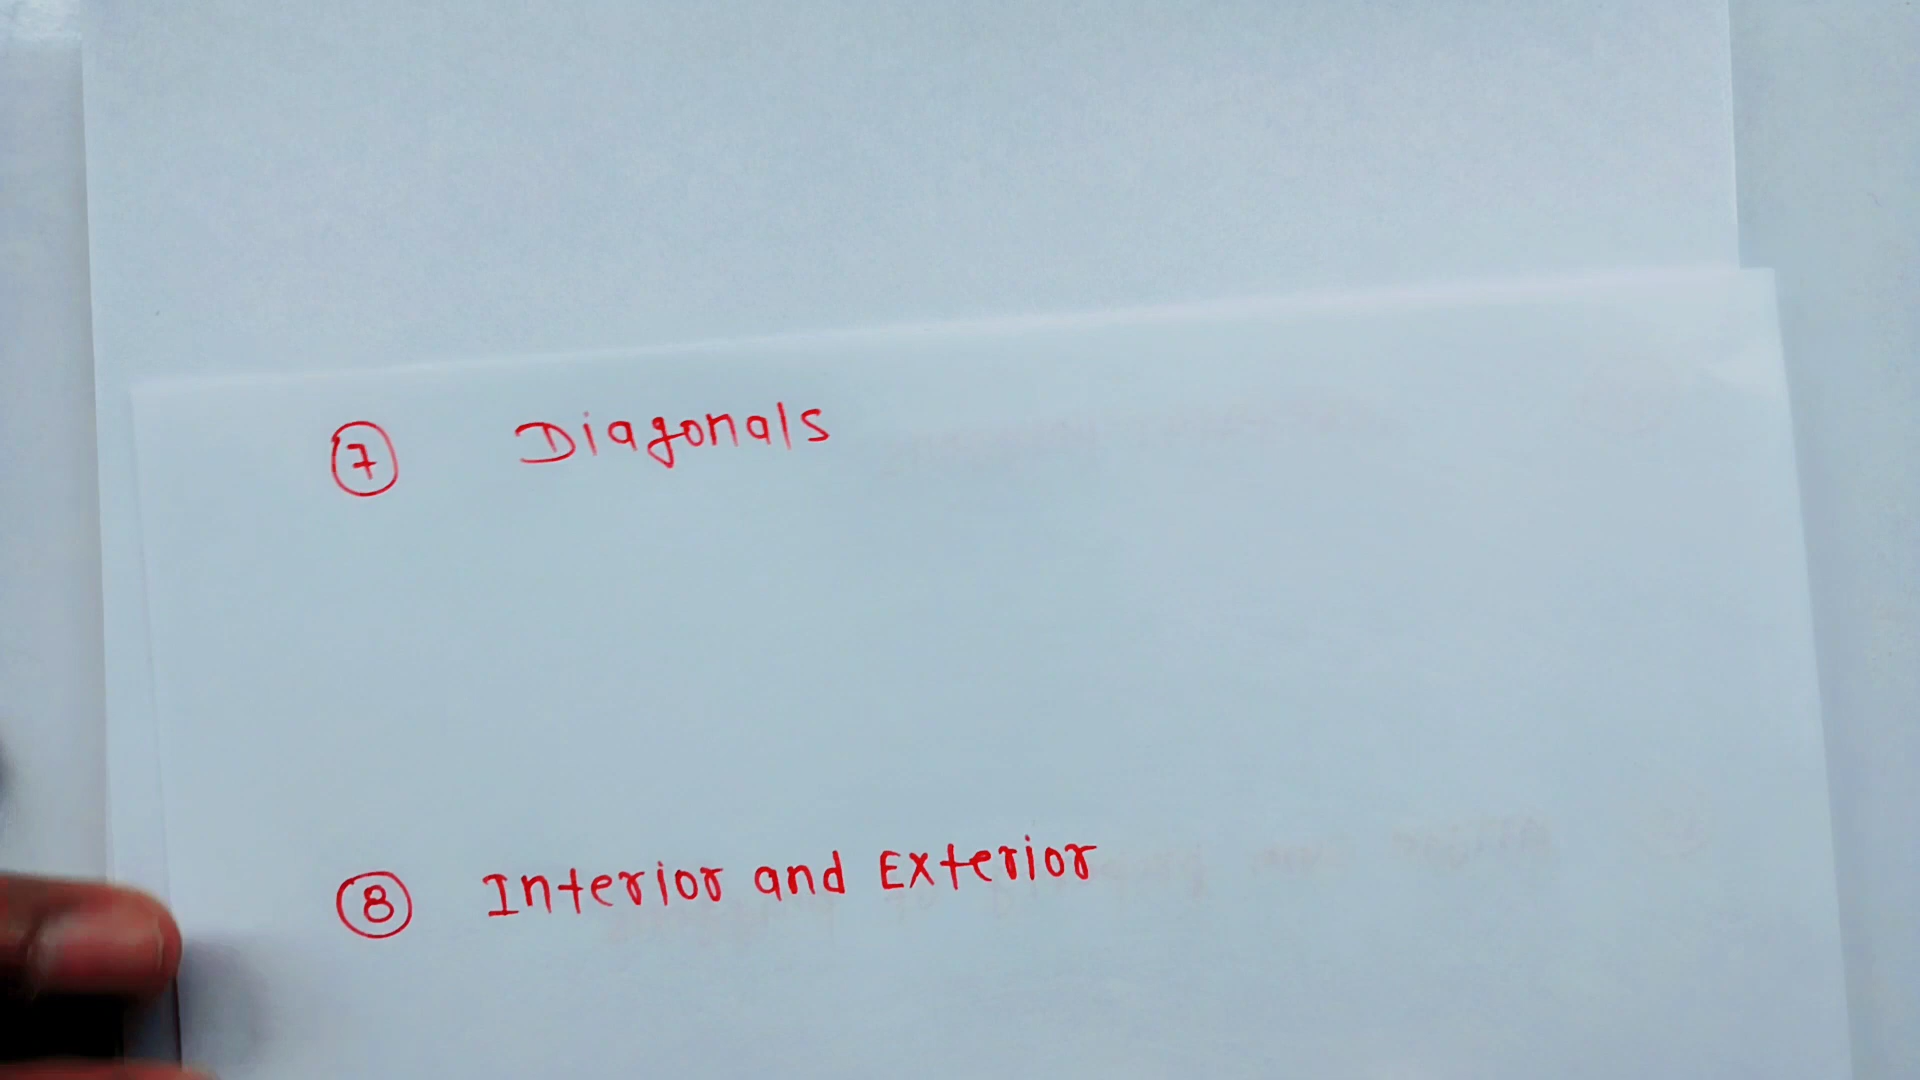 7 Diagonals
8 Interior and Exterior